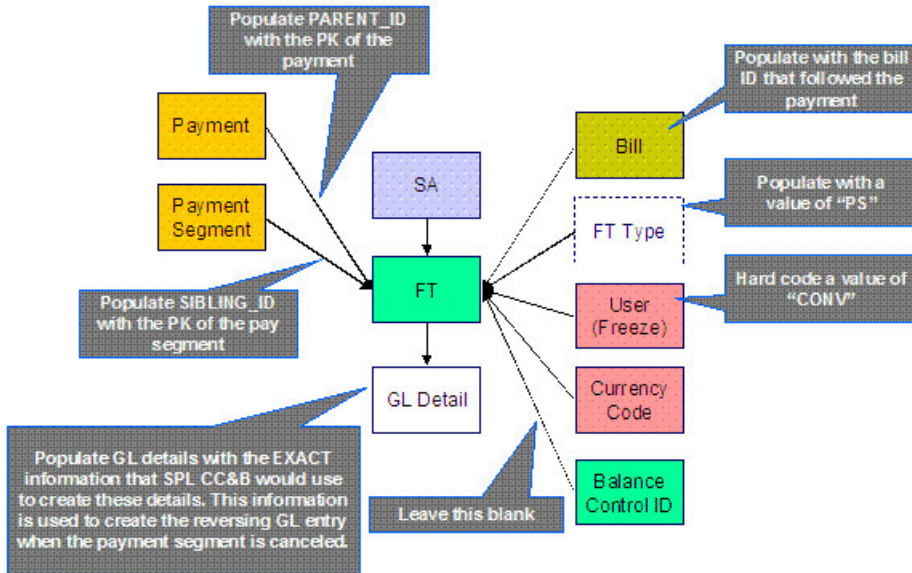 Populate PARENT_ID
with the PK of the
payment
Populate with the bill
ID that followed the
payment
Payment
Bill
SA
Populate with a
value of “PS”
Payment
Segment
FT Type
FT
Hard code a value of
“CONV”
User
(Freeze)
Populate SIBLING_ID
with the PK of the pay
segment
GL Detail
Currency
Code
Populate GL details with the EXACT
information that SPL CC&B would use
to create these details. This information
is used to create the reversing GL entry
when the payment segment is canceled.
Leave this blank
Balance
Control ID